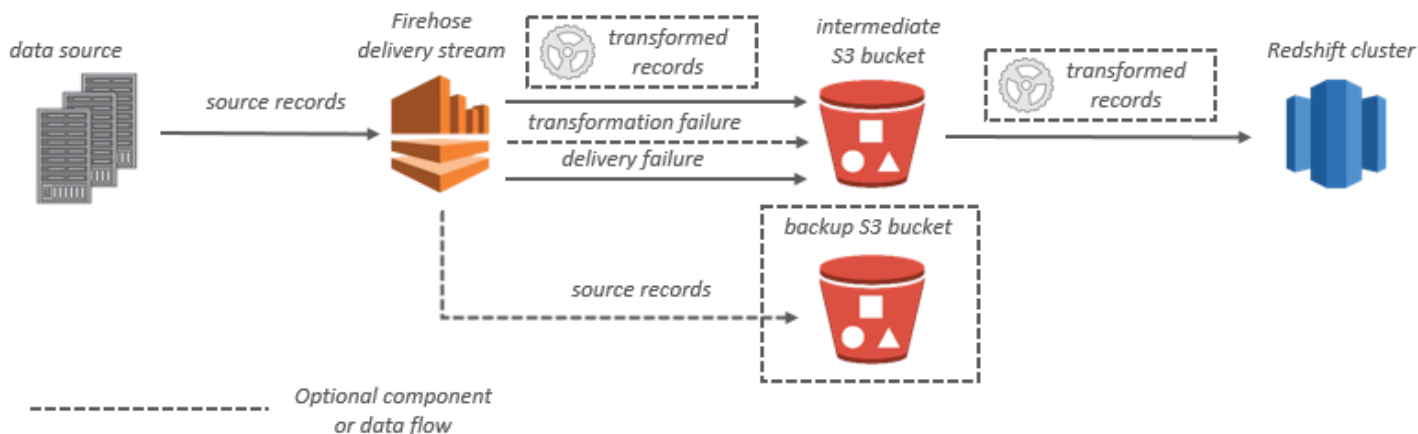 data source
source records
Firehose
delivery stream
transformed
records
transformation failure
delivery failure
intermediate
S3 bucket
transformed
records
Redshift cluster
backup S3 bucket
source records
Optional component
or data flow